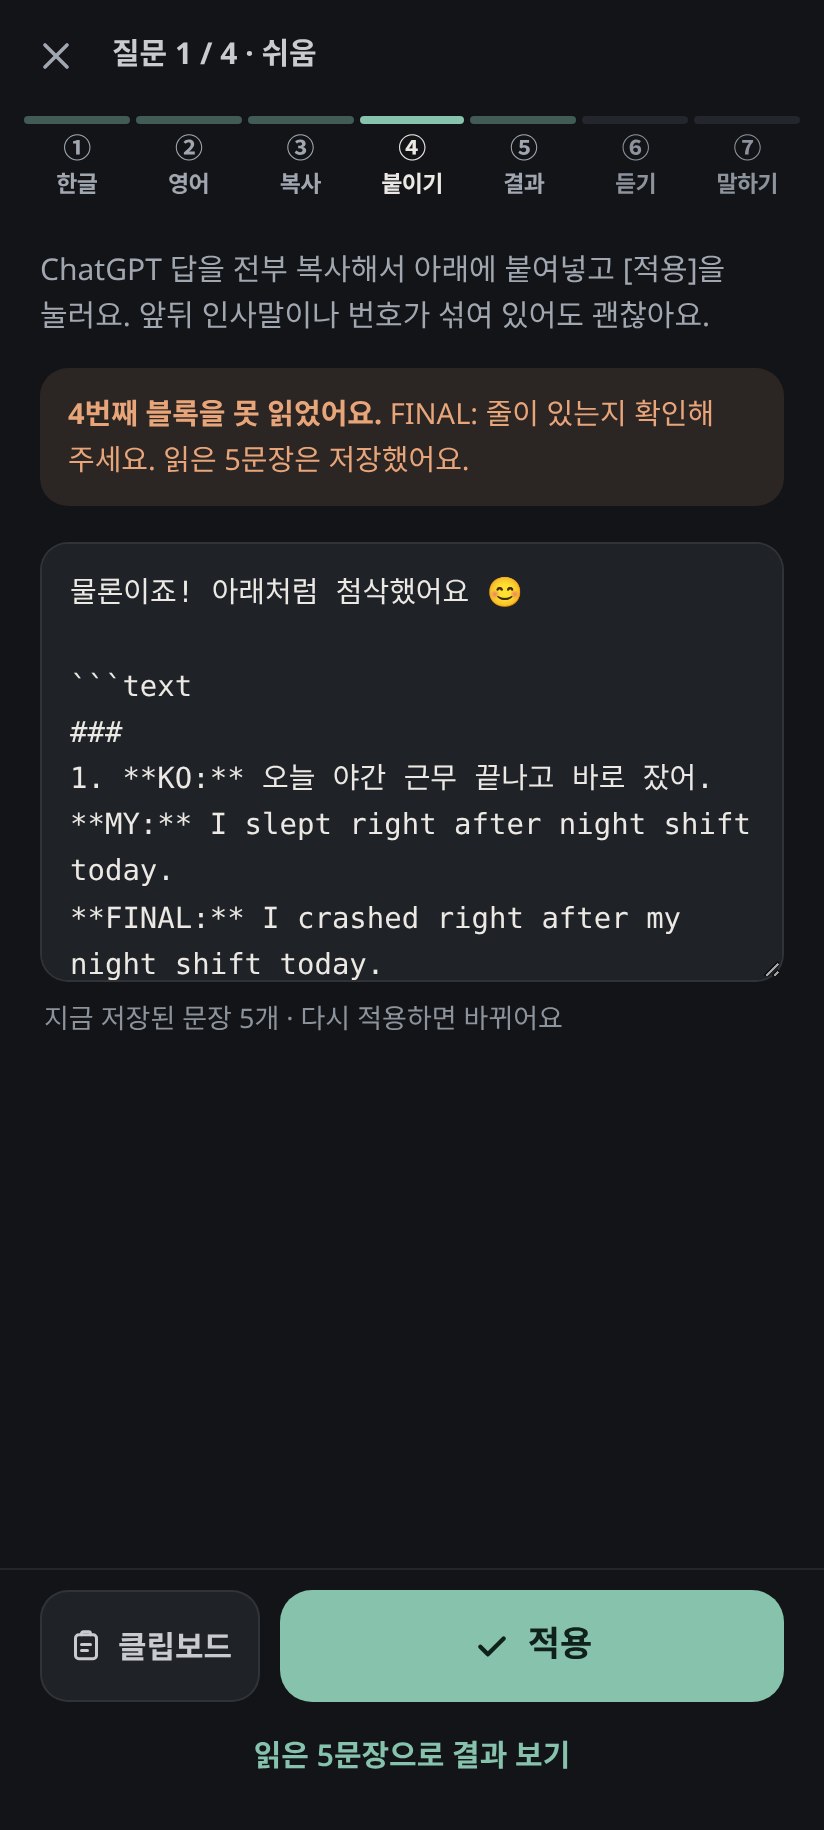 질문 1 / 4 · 쉬움
① ② ③ ④ ⑤ ⑥ ⑦
한글 영어 복사 붙이기 결과 듣기 말하기
ChatGPT 답을 전부 복사해서 아래에 붙여넣고 [적용]을
눌러요. 앞뒤 인사말이나 번호가 섞여 있어도 괜찮아요.
4번째 블록을 못 읽었어요. FINAL: 줄이 있는지 확인해
주세요. 읽은 5문장은 저장했어요.
물론이죠! 아래처럼 첨삭했어요 😊
```text
###
1. **KO:** 오늘 야간 근무 끝나고 바로 잤어.
**MY:** I slept right after night shift
today.
**FINAL:** I crashed right after my
night shift today.
지금 저장된 문장 5개 · 다시 적용하면 바뀌어요
클립보드
적용
읽은 5문장으로 결과 보기